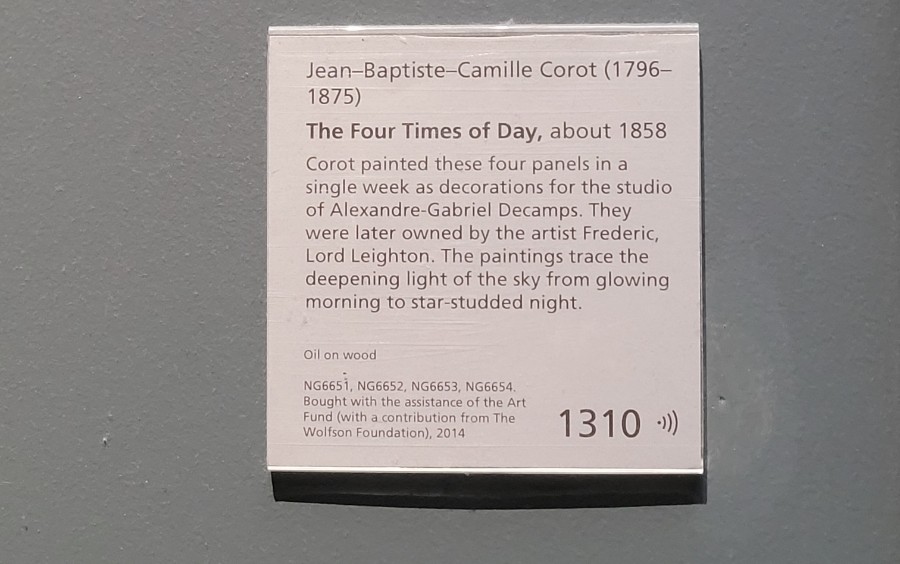 Jean–Baptiste–Camille Corot (1796–
1875)
The Four Times of Day, about 1858
Corot painted these four panels in a
single week as decorations for the studio
of Alexandre-Gabriel Decamps. They
were later owned by the artist Frederic,
Lord Leighton. The paintings trace the
deepening light of the sky from glowing
morning to star-studded night.
Oil on wood
NG6651, NG6652, NG6653, NG6654.
Bought with the assistance of the Art
Fund (with a contribution from The
Wolfson Foundation), 2014
1310